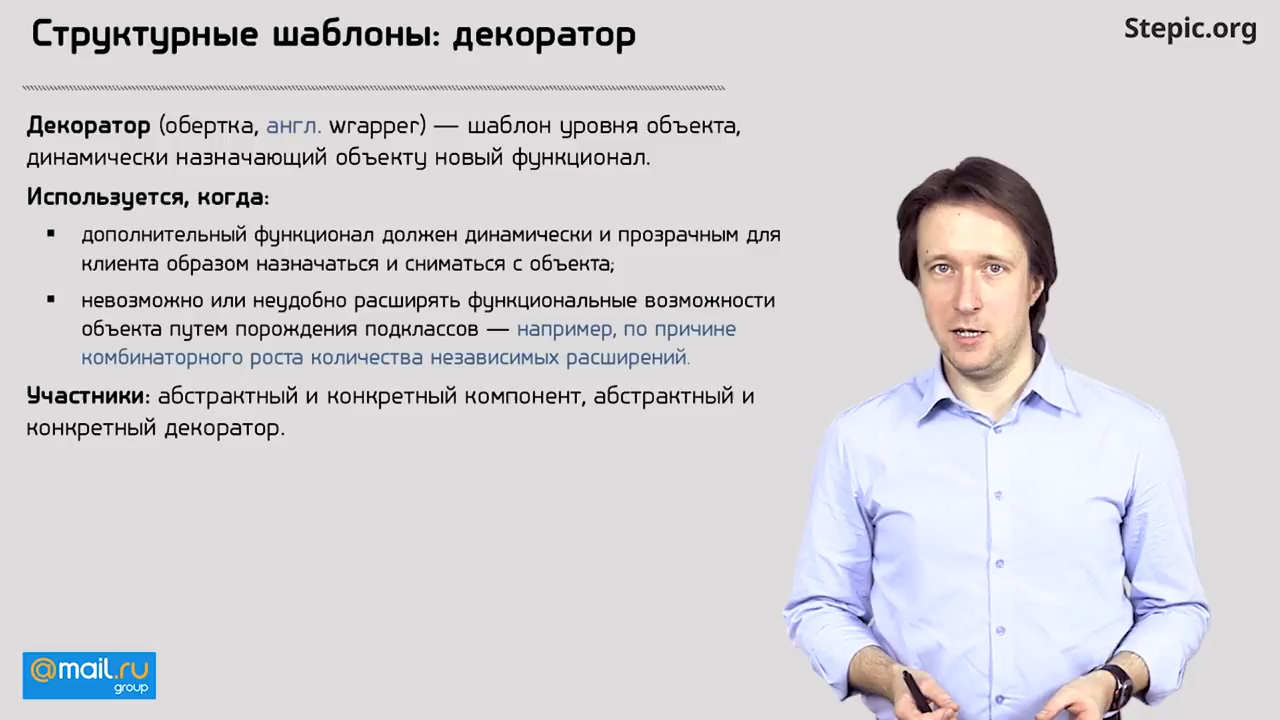 Структурные шаблоны: декоратор
Stepic.org
Декоратор (обертка, англ. wrapper) — шаблон уровня объекта,
динамически назначающий объекту новый функционал.
Используется, когда:
▪ дополнительный функционал должен динамически и прозрачным для
клиента образом назначаться и сниматься с объекта;
▪ невозможно или неудобно расширять функциональные возможности
объекта путем порождения подклассов — например, по причине
комбинаторного роста количества независимых расширений.
Участники: абстрактный и конкретный компонент, абстрактный и
конкретный декоратор.
@mail.ru
group